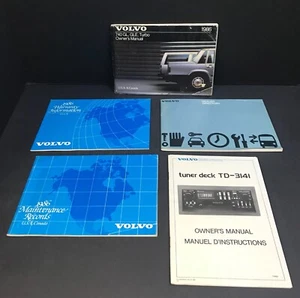 VOLVO
1986
740 GL, GLE, Turbo
Owner's Manual
U.S. & Canada
1986
VOLVO
VOLVO
1986
Maintenance
Records
U.S./Canada
VOLVO
VOLVO
tuner deck TD-3141
OWNER'S MANUAL
MANUEL D'INSTRUCTIONS